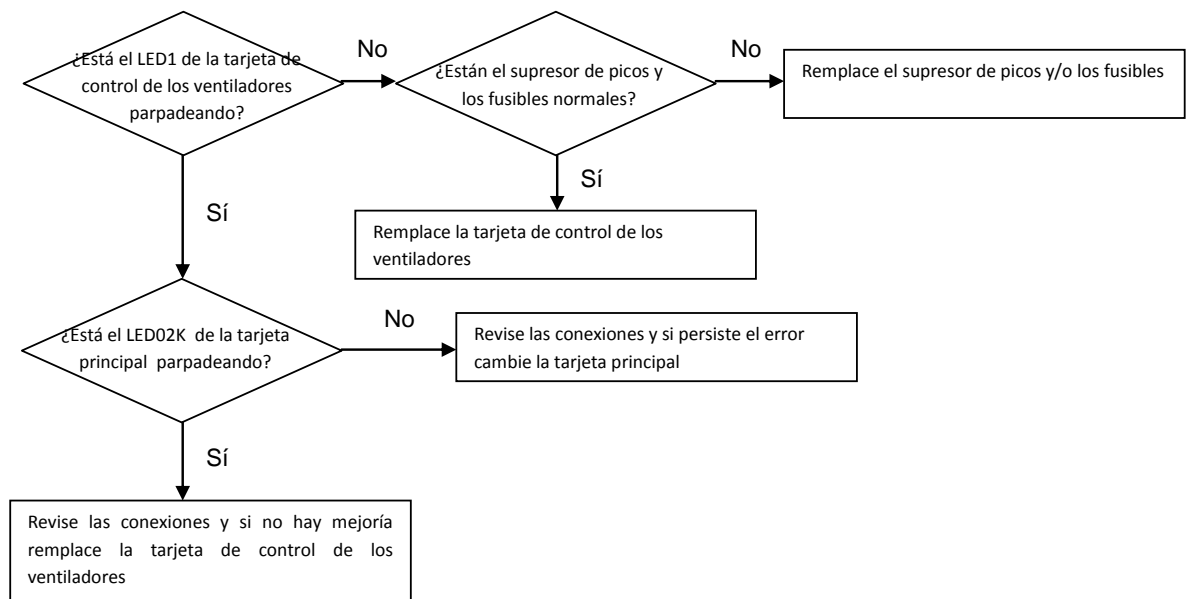 ¿Está el LED1 de la tarjeta de
control de los ventiladores
parpadeando?
No
¿Están el supresor de picos y
los fusibles normales?
No
Remplace el supresor de picos y/o los fusibles
Sí
Sí
Remplace la tarjeta de control de los
ventiladores
¿Está el LED02K de la tarjeta
principal parpadeando?
No
Revise las conexiones y si persiste el error
cambie la tarjeta principal
Sí
Revise las conexiones y si no hay mejoría
remplace la tarjeta de control de los
ventiladores